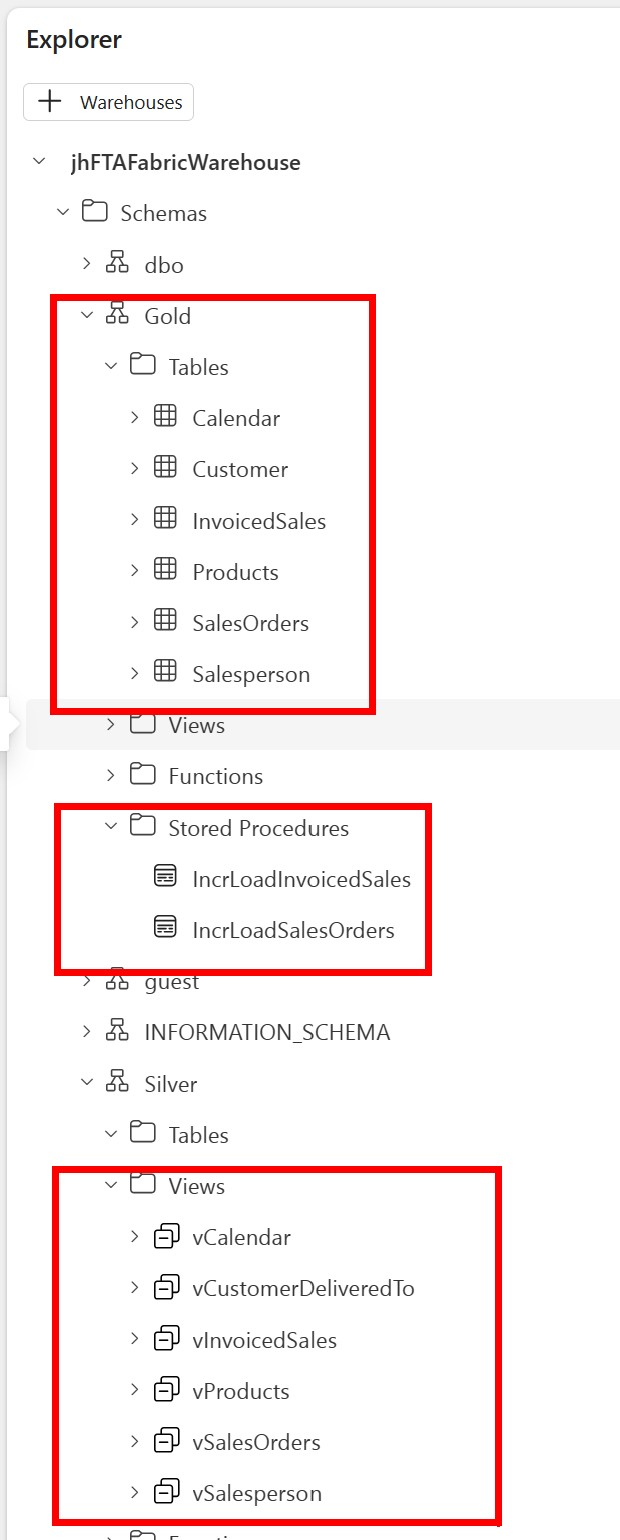 Explorer
Warehouses
jhFTAFabricWarehouse
Schemas
dbo
Gold
Tables
Calendar
Customer
InvoicedSales
Products
SalesOrders
Salesperson
Views
Functions
Stored Procedures
IncrLoadInvoicedSales
IncrLoadSalesOrders
guest
INFORMATION_SCHEMA
Silver
Tables
Views
vCalendar
vCustomerDeliveredTo
vInvoicedSales
vProducts
vSalesOrders
vSalesperson